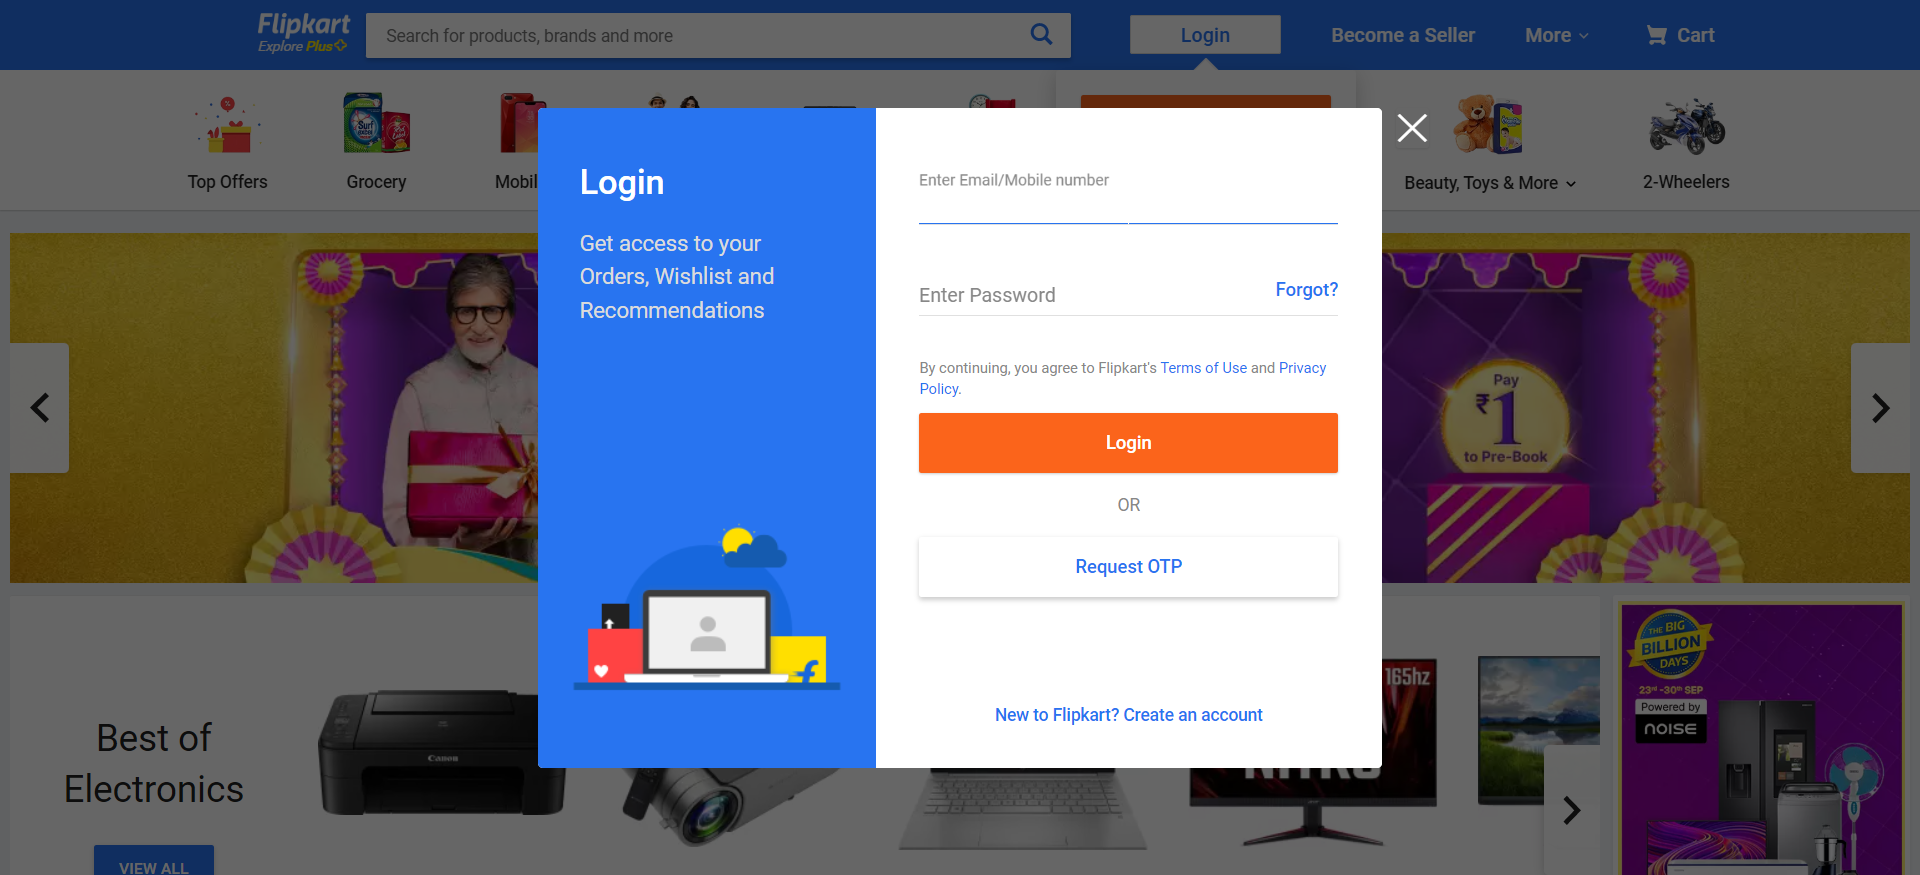 Flipkart
Explore Plus
Search for products, brands and more
Login
Become a Seller
More
Cart
Top Offers
Grocery
Mobil
Beauty, Toys & More
2-Wheelers
Surf
excel
Login
Get access to your
Orders, Wishlist and
Recommendations
Enter Email/Mobile number
Enter Password
Forgot?
By continuing, you agree to Flipkart's Terms of Use and Privacy
Policy.
Login
OR
Request OTP
New to Flipkart? Create an account
Pay
₹1
to Pre-Book
Best of
Electronics
VIEW ALL
Canon
165hz
NITRO
THE BIG
BILLION
DAYS
23rd -30th SEP
Powered by
noise